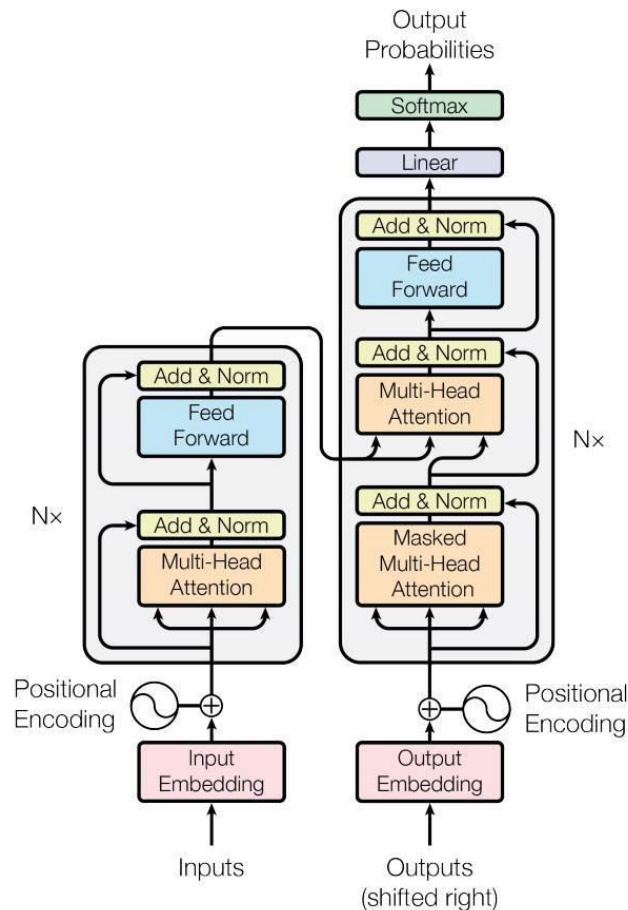 Output
Probabilities
Softmax
Linear
Add & Norm
Feed
Forward
Add & Norm
Multi-Head
Attention
Add & Norm
Masked
Multi-Head
Attention
Nx
Add & Norm
Feed
Forward
Add & Norm
Multi-Head
Attention
Nx
Positional
Encoding
Positional
Encoding
Input
Embedding
Output
Embedding
Inputs
Outputs
(shifted right)